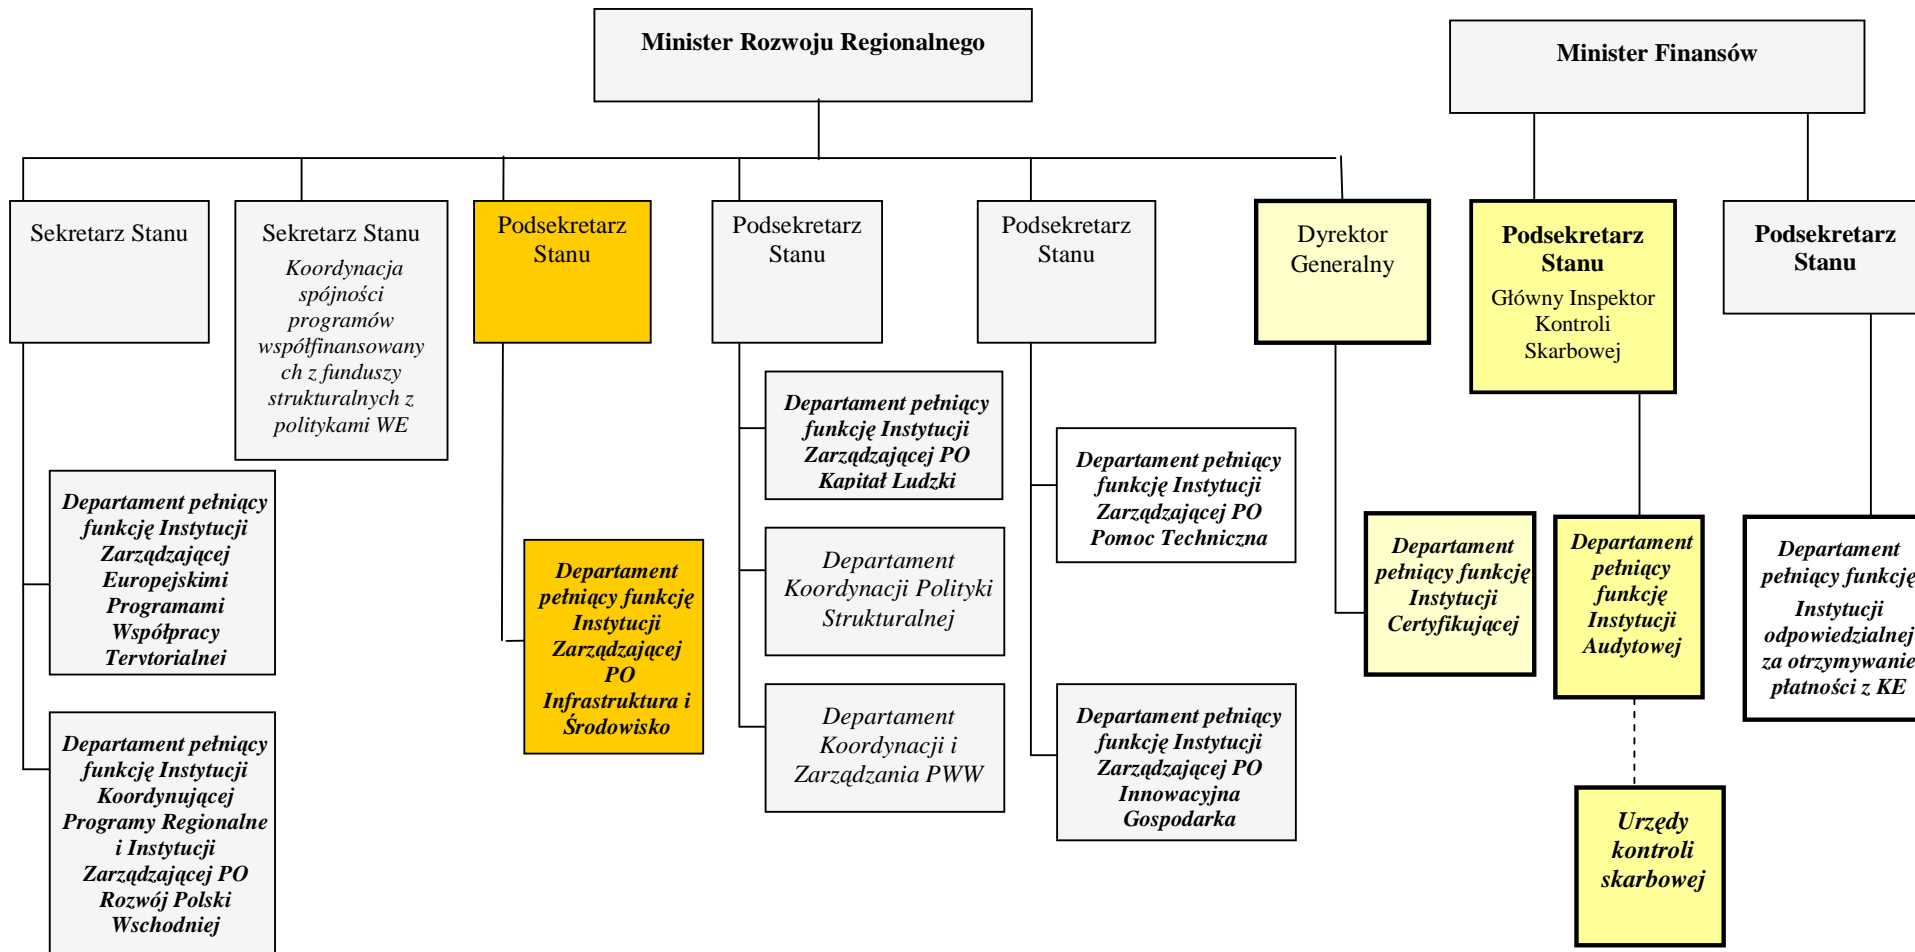 Minister Rozwoju Regionalnego
Minister Finansów
Sekretarz Stanu
Sekretarz Stanu
Koordynacja
spójności
programów
współfinansowany
ch z funduszy
strukturalnych z
politykami WE
Podsekretarz
Stanu
Podsekretarz
Stanu
Podsekretarz
Stanu
Dyrektor
Generalny
Podsekretarz
Stanu
Główny Inspektor
Kontroli
Skarbowej
Podsekretarz
Stanu
Departament pełniący
funkcję Instytucji
Zarządzającej
Europejskimi
Programami
Współpracy
Terytorialnej
Departament pełniący
funkcję Instytucji
Koordynującej
Programy Regionalne
i Instytucji
Zarządzającej PO
Rozwój Polski
Wschodniej
Departament
pełniący funkcję
Instytucji
Zarządzającej
PO
Infrastruktura i
Środowisko
Departament pełniący
funkcję Instytucji
Zarządzającej PO
Kapitał Ludzki
Departament
Koordynacji Polityki
Strukturalnej
Departament
Koordynacji i
Zarządzania PWW
Departament pełniący
funkcję Instytucji
Zarządzającej PO
Pomoc Techniczna
Departament pełniący
funkcję Instytucji
Zarządzającej PO
Innowacyjna
Gospodarka
Departament
pełniący funkcję
Instytucji
Certyfikującej
Departament
pełniący
funkcję
Instytucji
Audytowej
Urzędy
kontroli
skarbowej
Departament
pełniący funkcję
Instytucji
odpowiedzialnej
za otrzymywanie
płatności z KE